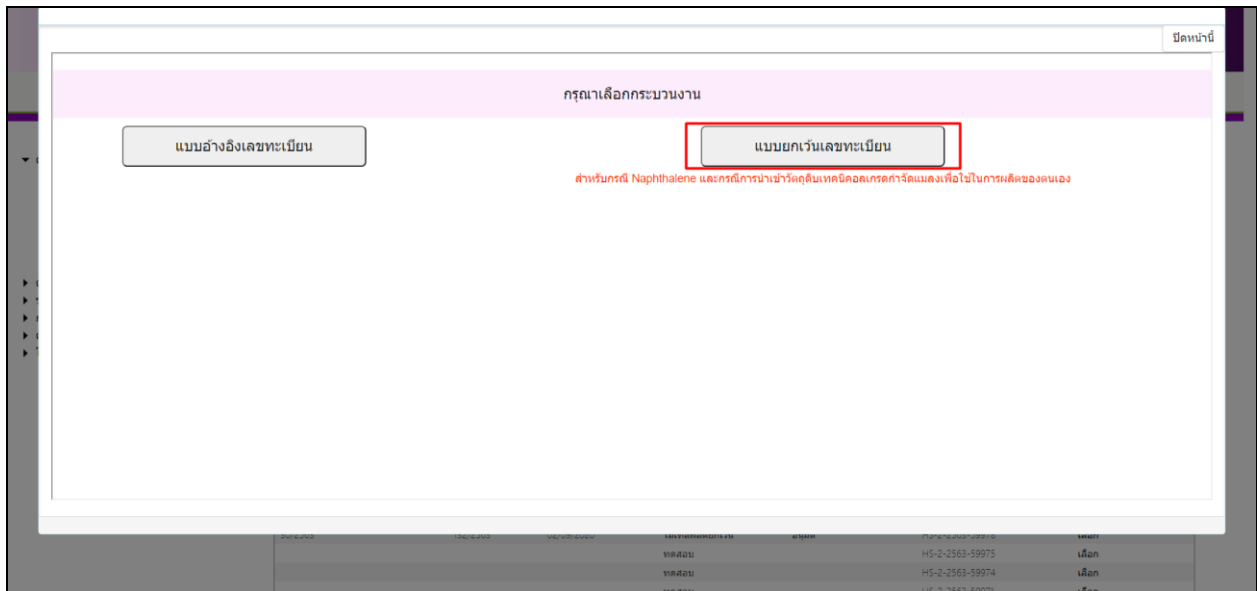 ปิดหน้านี้
กรุณาเลือกกระบวนงาน
แบบอ้างอิงเลขทะเบียน
แบบยกเว้นเลขทะเบียน
สำหรับกรณี Naphthalene และกรณีการนำเข้าวัตถุดิบเทคนิคอลเกรดกำจัดแมลงเพื่อใช้ในการผลิตของตนเอง
ทดสอบ HS-2-2563-59975 เลือก
ทดสอบ HS-2-2563-59974 เลือก